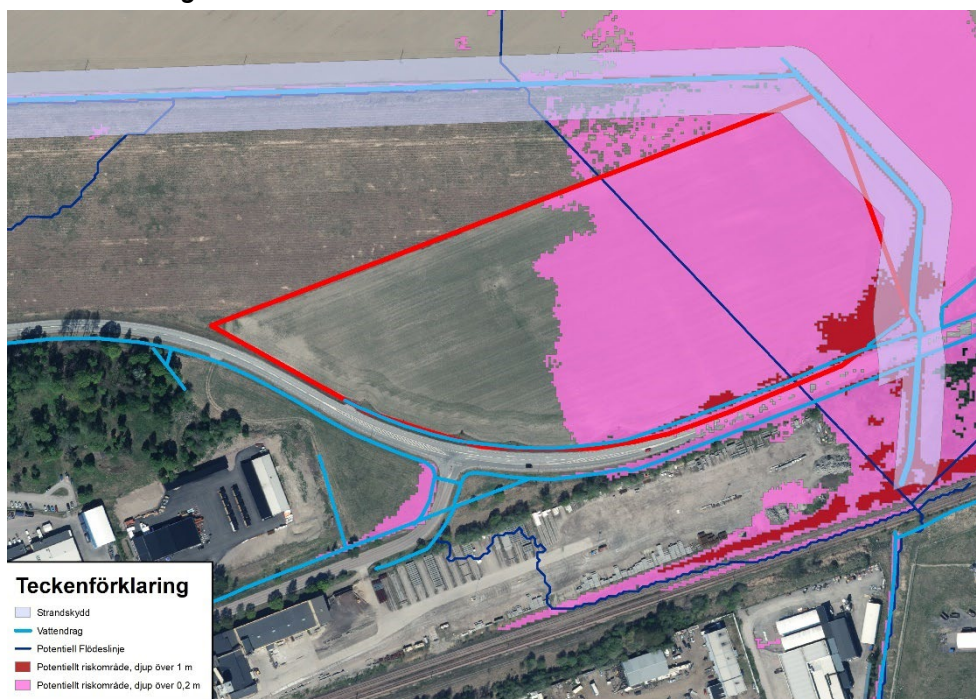 Teckenförklaring
Strandskydd
Vattendrag
Potentiell Flödeslinje
Potentiellt riskområde, djup över 1 m
Potentiellt riskområde, djup över 0,2 m